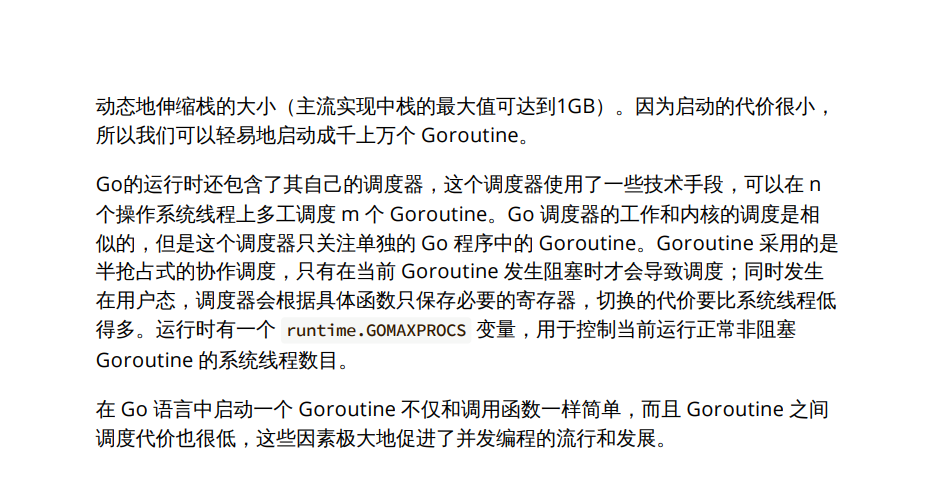 动态地伸缩栈的大小（主流实现中栈的最大值可达到1GB）。因为启动的代价很小，
所以我们可以轻易地启动成千上万个 Goroutine。
Go的运行时还包含了其自己的调度器，这个调度器使用了一些技术手段，可以在 n
个操作系统线程上多工调度 m 个 Goroutine。Go 调度器的工作和内核的调度是相
似的，但是这个调度器只关注单独的 Go 程序中的 Goroutine。Goroutine 采用的是
半抢占式的协作调度，只有在当前 Goroutine 发生阻塞时才会导致调度；同时发生
在用户态，调度器会根据具体函数只保存必要的寄存器，切换的代价要比系统线程低
得多。运行时有一个 runtime.GOMAXPROCS 变量，用于控制当前运行正常非阻塞
Goroutine 的系统线程数目。
在 Go 语言中启动一个 Goroutine 不仅和调用函数一样简单，而且 Goroutine 之间
调度代价也很低，这些因素极大地促进了并发编程的流行和发展。